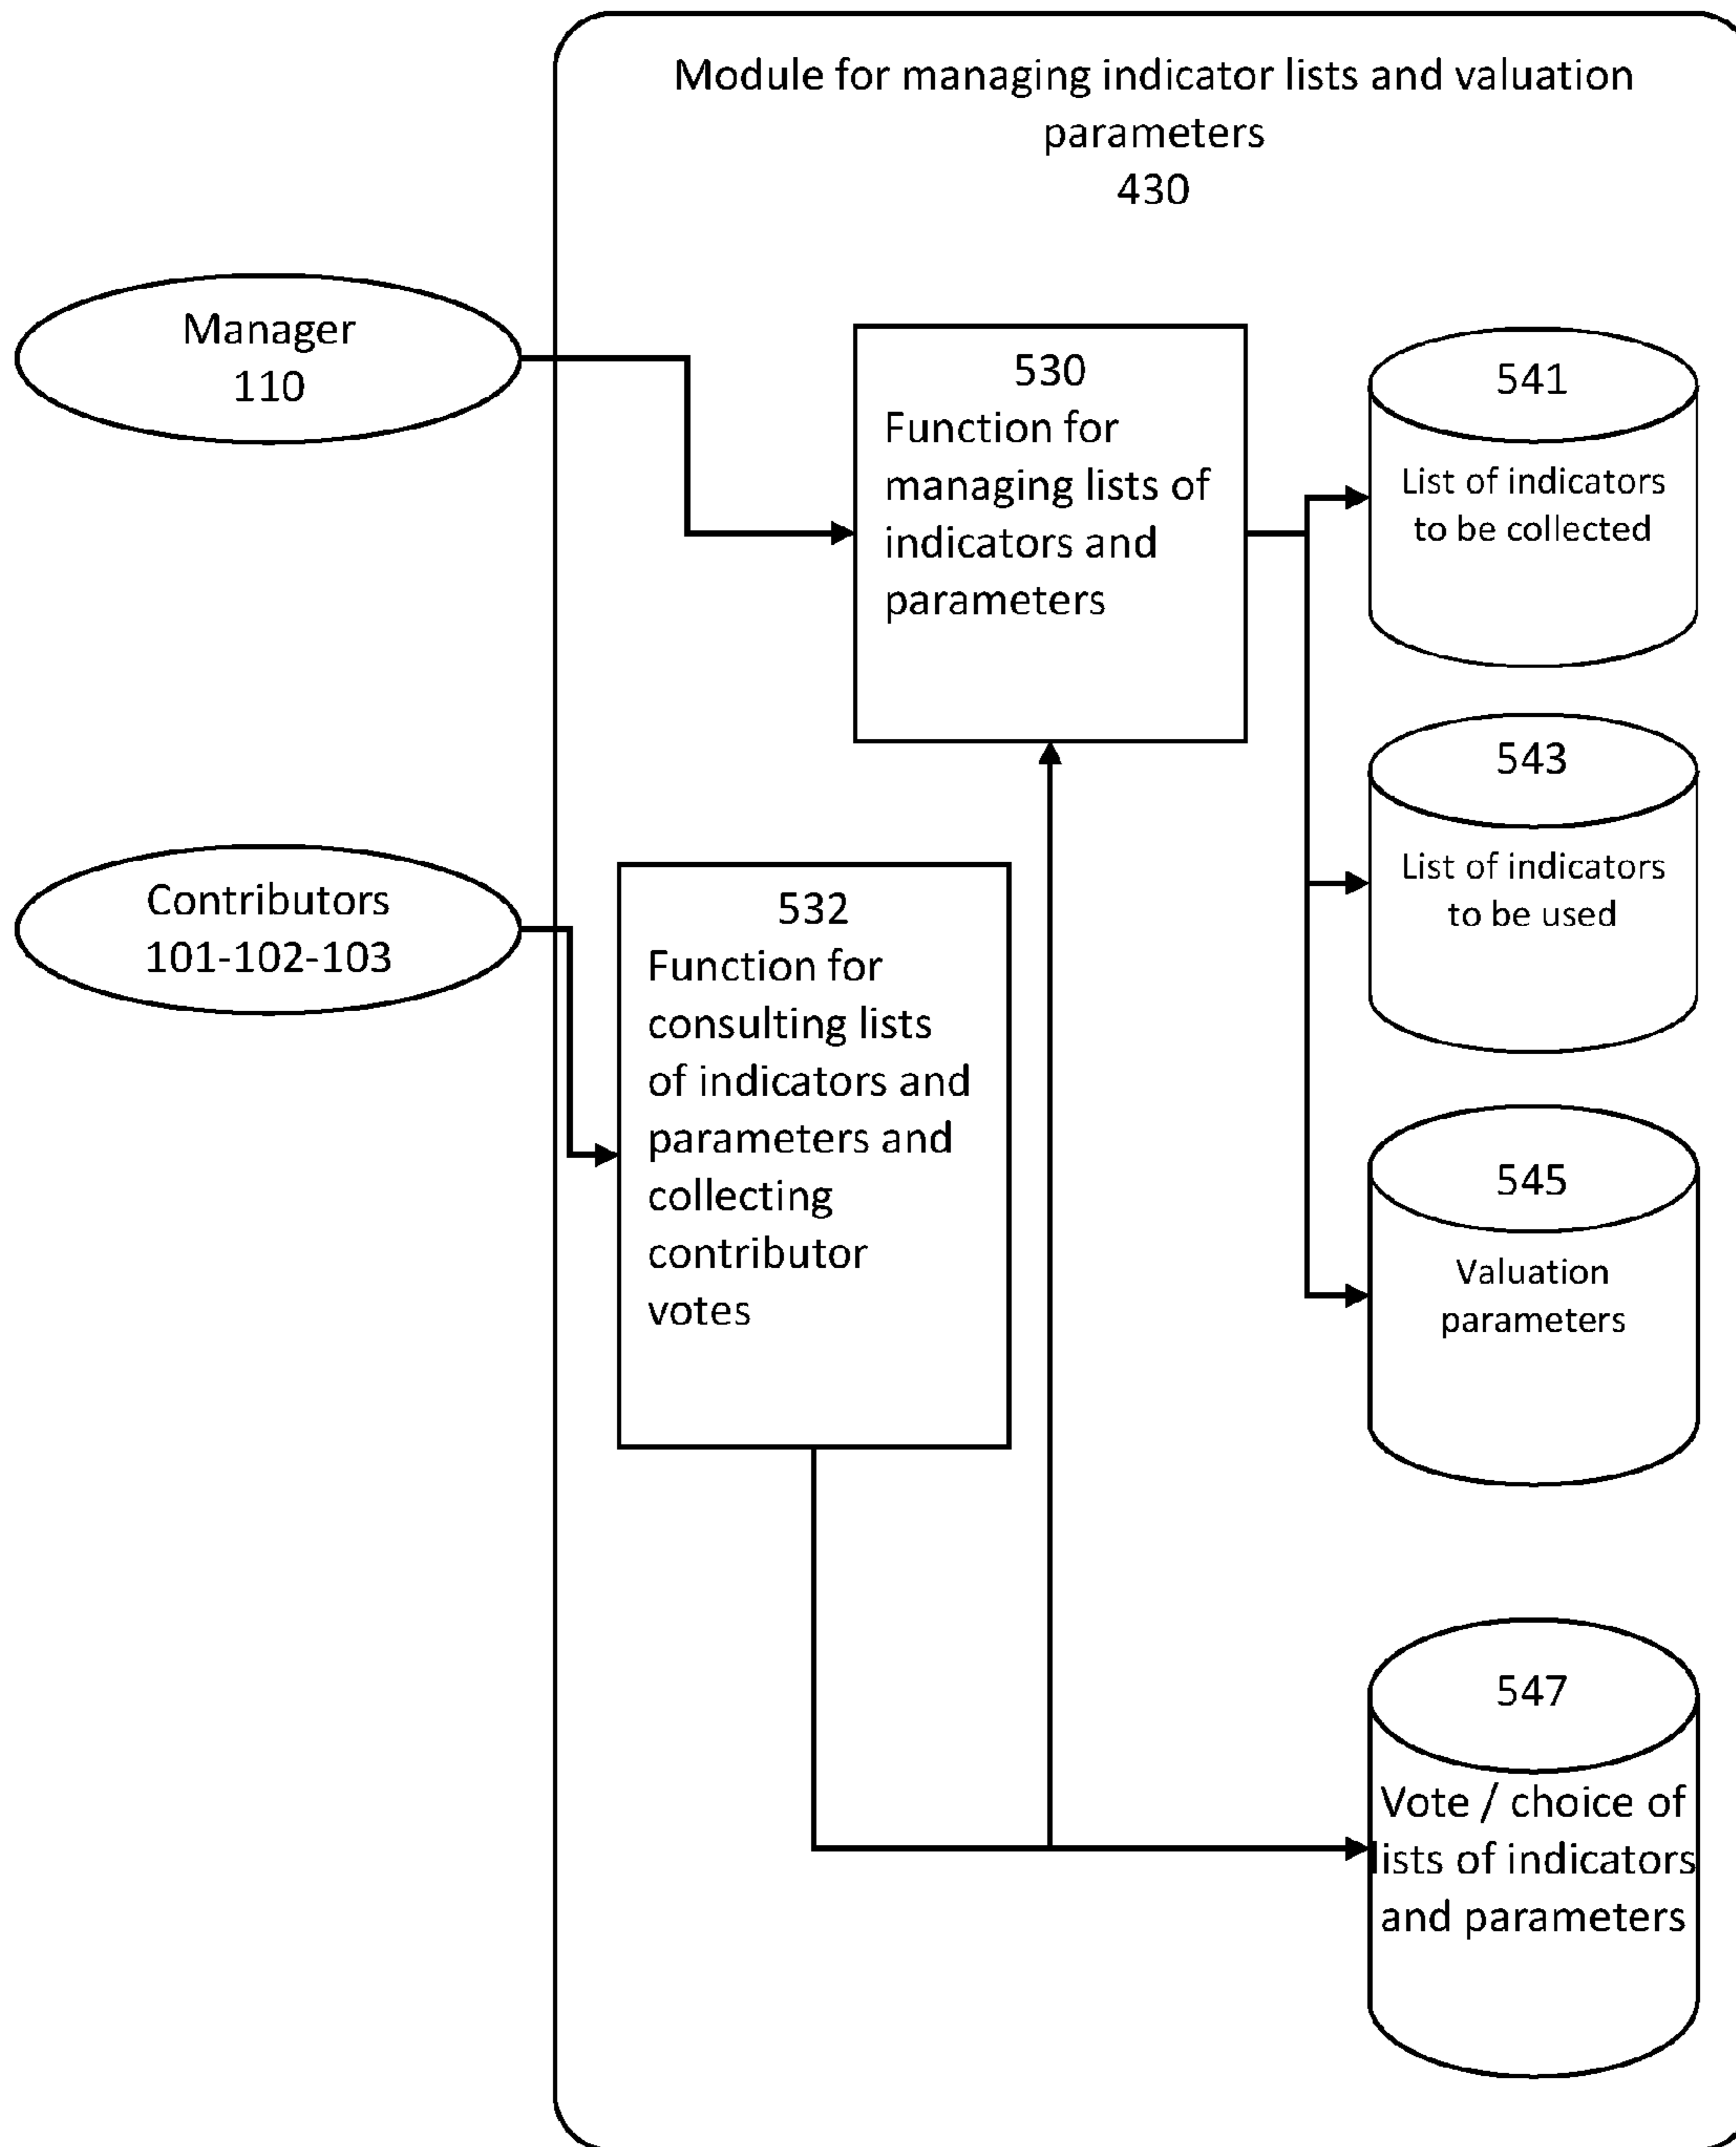 Module for managing indicator lists and valuation
parameters
430
Manager
110
530
Function for
managing lists of
indicators and
parameters
541
List of indicators
to be collected
543
List of indicators
to be used
Contributors
101-102-103
532
Function for
consulting lists
of indicators and
parameters and
collecting
contributor
votes
545
Valuation
parameters
547
Vote / choice of
lists of indicators
and parameters